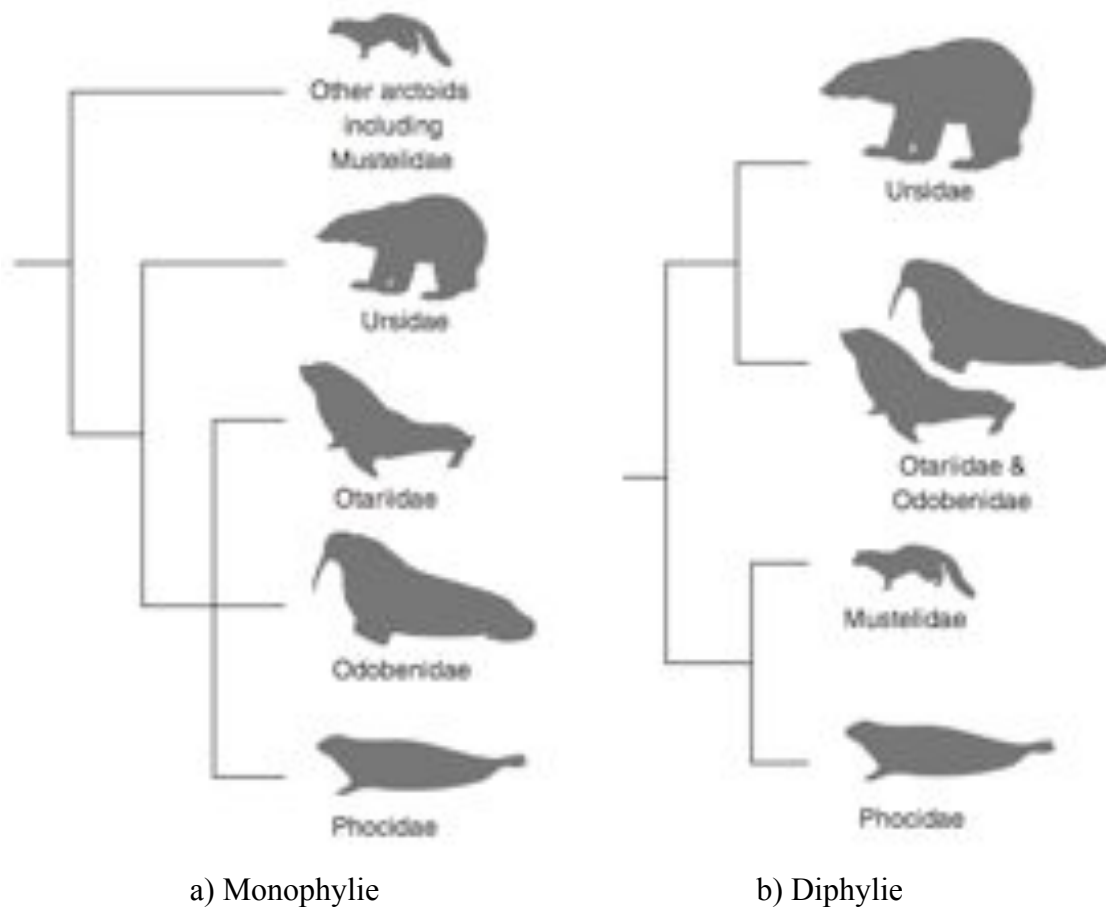 Other arctoids
including
Mustelidae
Ursidae
Otariidae
Odobenidae
Phocidae
a) Monophylie
Ursidae
Otariidae &
Odobenidae
Mustelidae
Phocidae
b) Diphylie